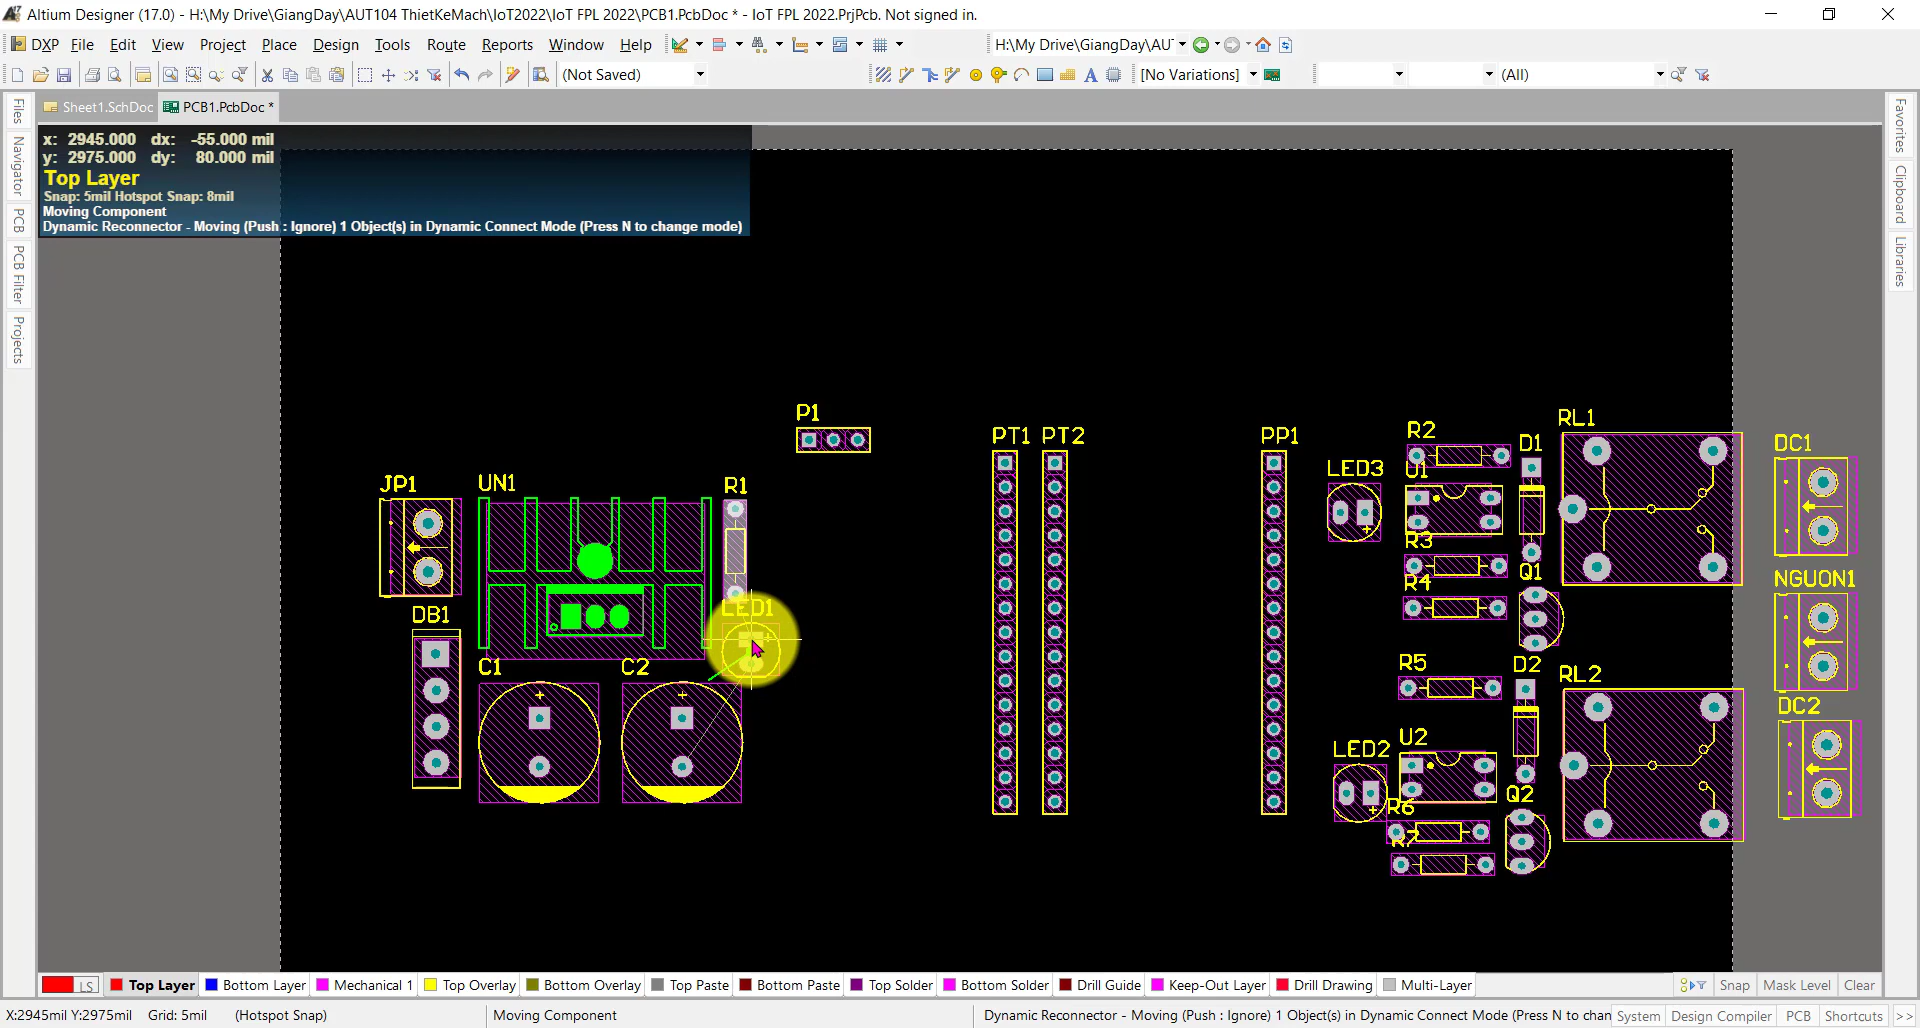 Altium Designer (17.0) - H:\My Drive\GiangDay\AUT104 ThietKeMach\IoT2022\IoT FPL 2022\PCB1.PcbDoc * - IoT FPL 2022.PrjPcb. Not signed in.
DXP File Edit View Project Place Design Tools Route Reports Window Help H:\My Drive\GiangDay\AU
(Not Saved) A [No Variations] (All)
Sheet1.SchDoc PCB1.PcbDoc *
Files
Navigator
PCB
PCB Filter
Projects
Favorites
Clipboard
Libraries
x: 2945.000 dx: -55.000 mil
y: 2975.000 dy: 80.000 mil
Top Layer
Snap: 5mil Hotspot Snap: 8mil
Moving Component
Dynamic Reconnector - Moving (Push : Ignore) 1 Object(s) in Dynamic Connect Mode (Press N to change mode)
P1
RL1
R2
PT1 PT2
PP1
D1
DC1
LED3
U1
JP1
UN1
R1
R3
Q1
NGUON1
R4
LED1
DB1
C1
C2
R5
D2
RL2
DC2
U2
LED2
Q2
R6
R7
LS Top Layer Bottom Layer Mechanical 1 Top Overlay Bottom Overlay Top Paste Bottom Paste Top Solder Bottom Solder Drill Guide Keep-Out Layer Drill Drawing Multi-Layer Snap Mask Level Clear
X:2945mil Y:2975mil Grid: 5mil (Hotspot Snap) Moving Component Dynamic Reconnector - Moving (Push : Ignore) 1 Object(s) in Dynamic Connect Mode (Press N to chan System Design Compiler PCB Shortcuts >>